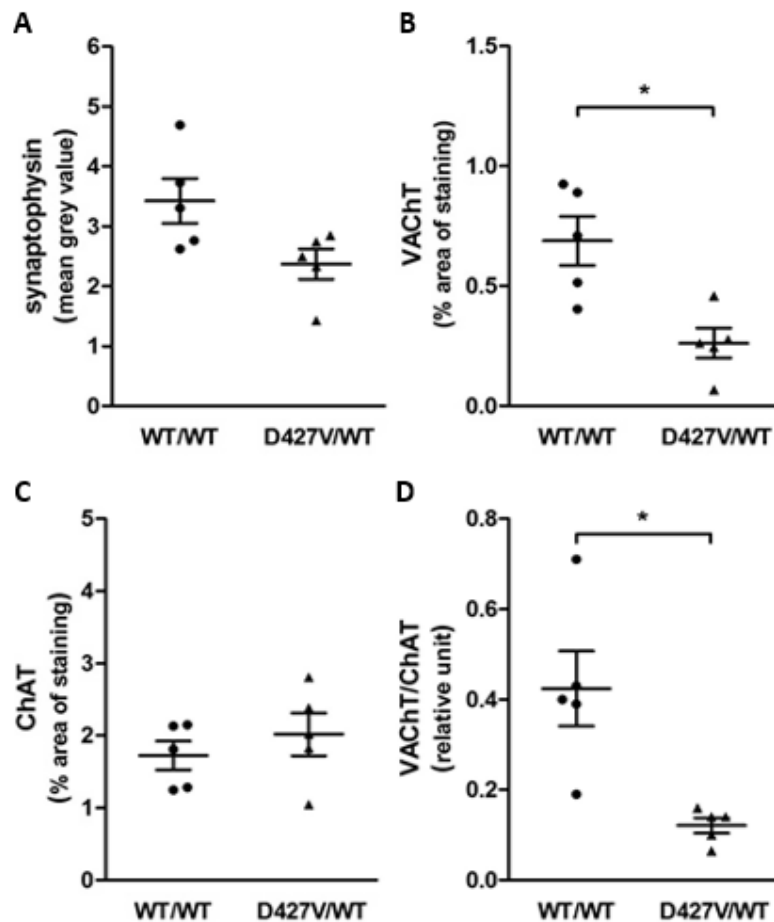 A
synaptophysin
(mean grey value)
6
5
4
3
2
1
0
WT/WT
D427V/WT
B
VAChT
(% area of staining)
1.5
1.0
0.5
0.0
*
WT/WT
D427V/WT
C
ChAT
(% area of staining)
5
4
3
2
1
0
WT/WT
D427V/WT
D
VAChT/ChAT
(relative unit)
0.8
0.6
0.4
0.2
0.0
*
WT/WT
D427V/WT